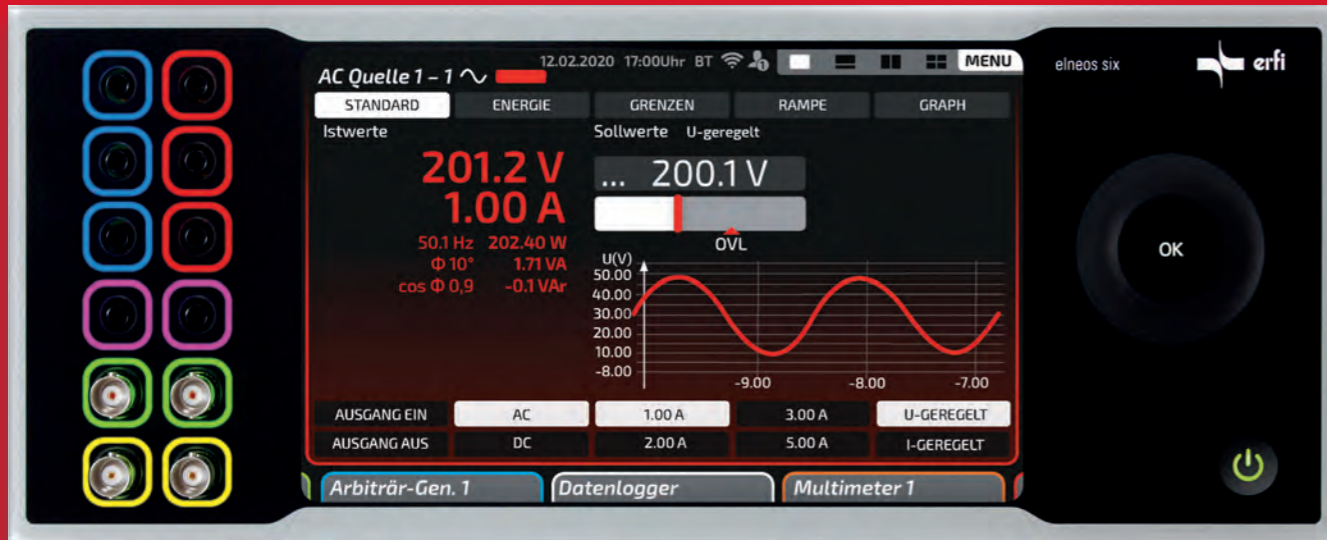 12.02.2020 17:00Uhr BT
1
MENU
AC Quelle 1 – 1
STANDARD ENERGIE GRENZEN RAMPE GRAPH
Istwerte
Sollwerte U-geregelt
201.2 V
1.00 A
50.1 Hz 202.40 W
Φ 10° 1.71 VA
cos Φ 0,9 -0.1 VAr
... 200.1 V
OVL
U(V)
50.00
40.00
30.00
20.00
10.00
-8.00
-9.00 -8.00 -7.00
AUSGANG EIN AC 1.00 A 3.00 A U-GEREGELT
AUSGANG AUS DC 2.00 A 5.00 A I-GEREGELT
Arbiträr-Gen. 1 Datenlogger Multimeter 1
elneos six erfi
OK